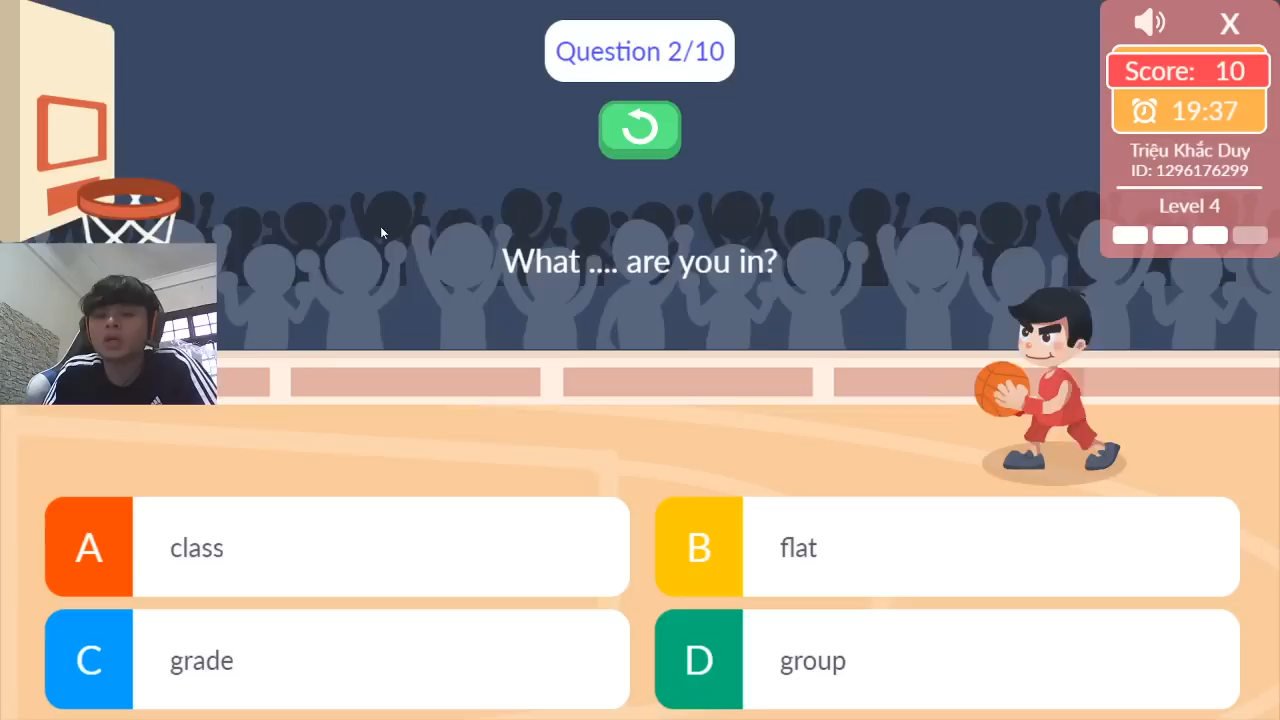 Question 2/10
X
Score: 10
19:37
Triệu Khắc Duy
ID: 1296176299
Level 4
What .... are you in?
A class
B flat
C grade
D group